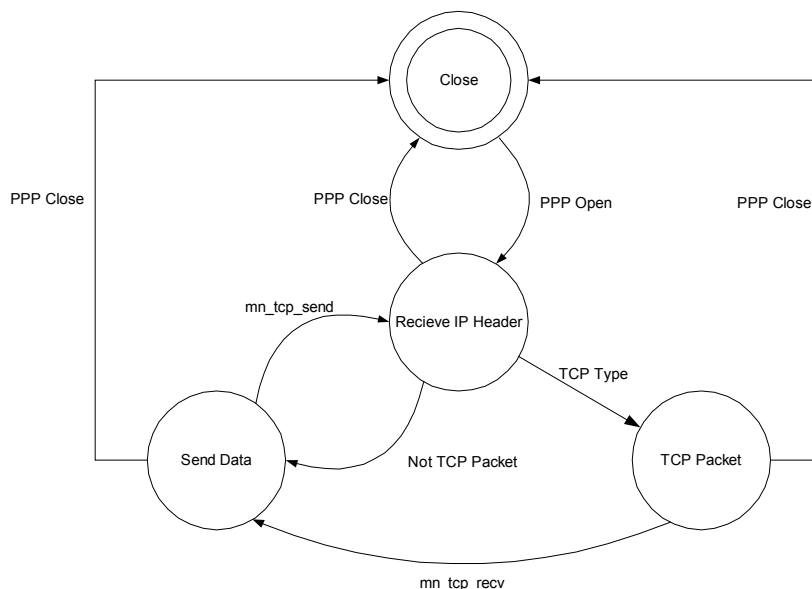 Close
PPP Close
PPP Close
PPP Open
PPP Close
mn_tcp_send
Recieve IP Header
TCP Type
Send Data
Not TCP Packet
TCP Packet
mn_tcp_recv